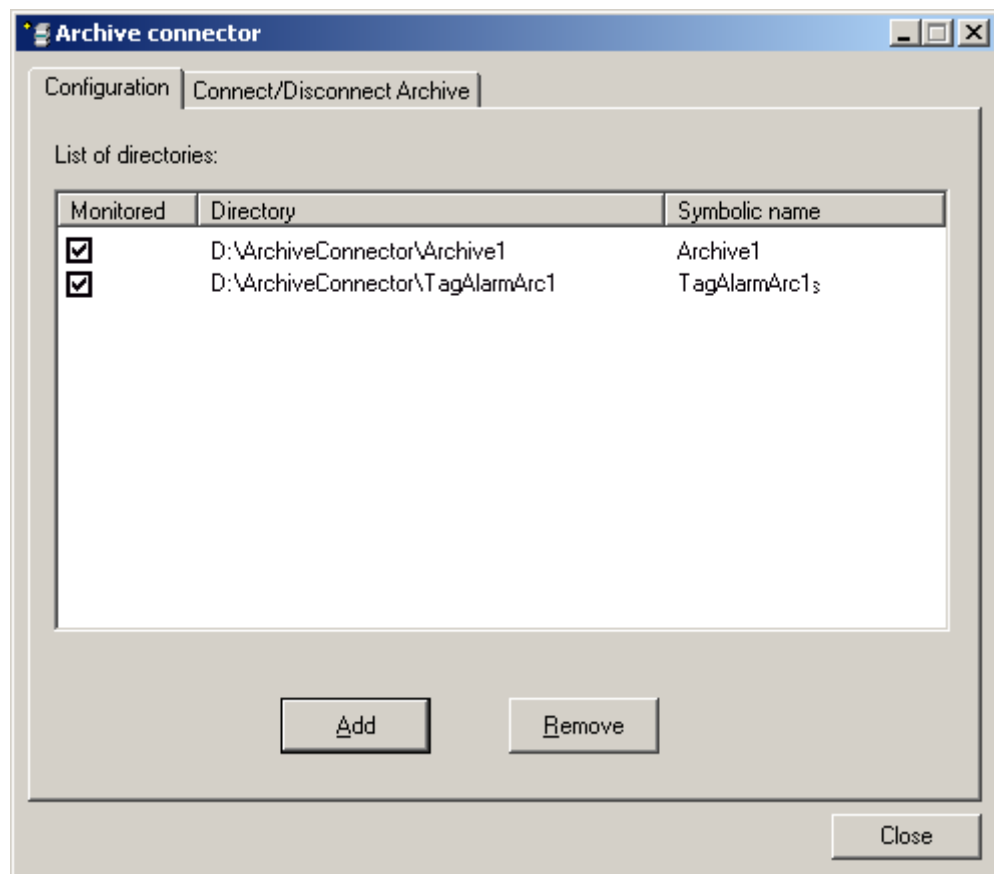 Archive connector
Configuration Connect/Disconnect Archive
List of directories:
Monitored Directory Symbolic name
D:\ArchiveConnector\Archive1 Archive1
D:\ArchiveConnector\TagAlarmArc1 TagAlarmArc1s
Add Remove
Close